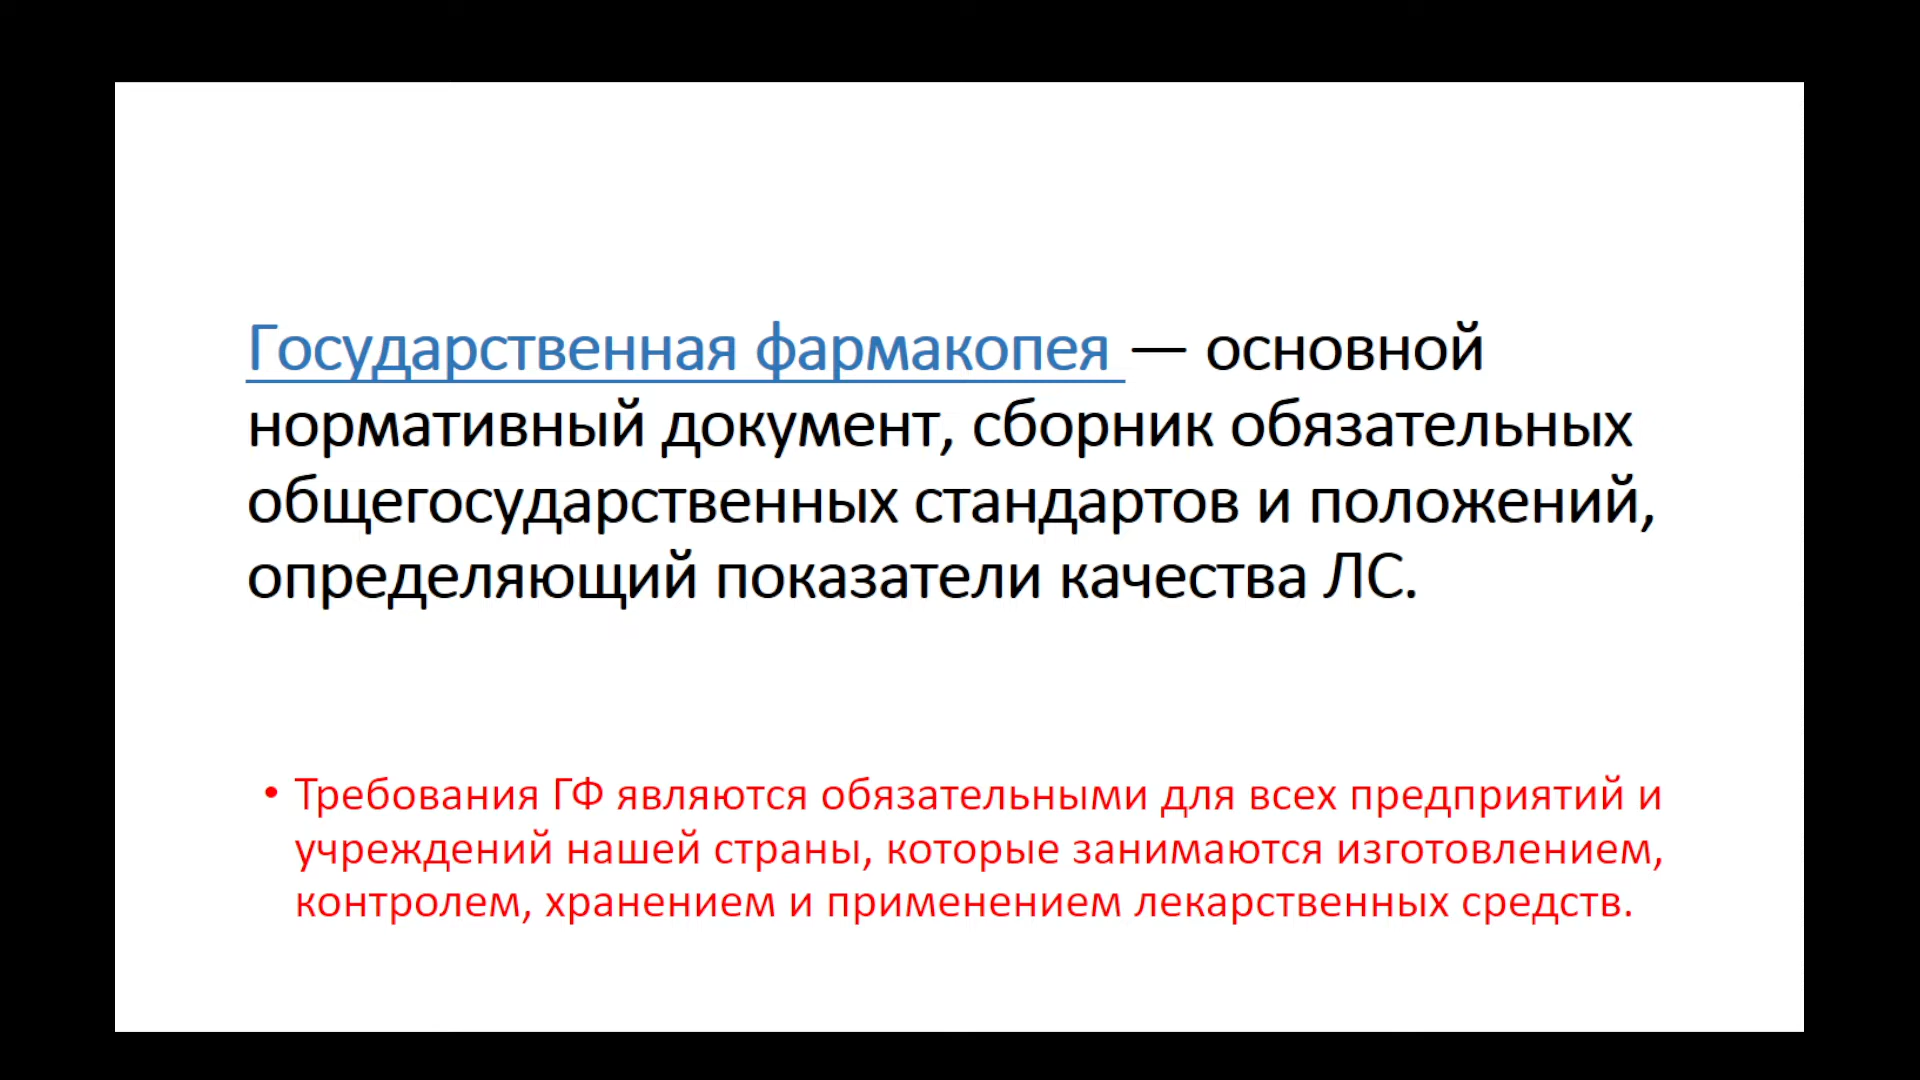 Государственная фармакопея — основной
нормативный документ, сборник обязательных
общегосударственных стандартов и положений,
определяющий показатели качества ЛС.
• Требования ГФ являются обязательными для всех предприятий и
учреждений нашей страны, которые занимаются изготовлением,
контролем, хранением и применением лекарственных средств.